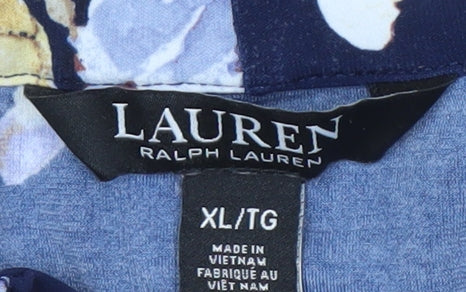 LAUREN
RALPH LAUREN
XL/TG
MADE IN
VIETNAM
FABRIQUÉ AU
VIÊT NAM